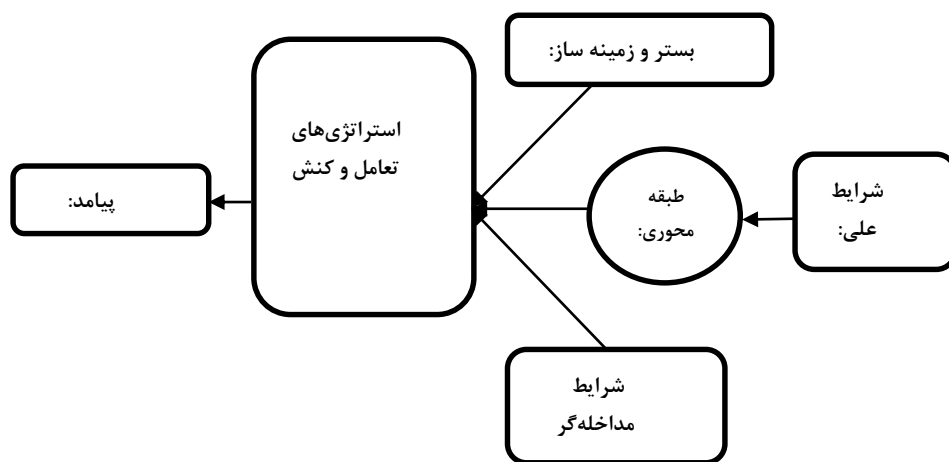 بستر و زمینه ساز:
شرایط
علی:
طبقه
محوری:
استراتژی‌های
تعامل و کنش
پیامد:
شرایط
مداخله‌گر